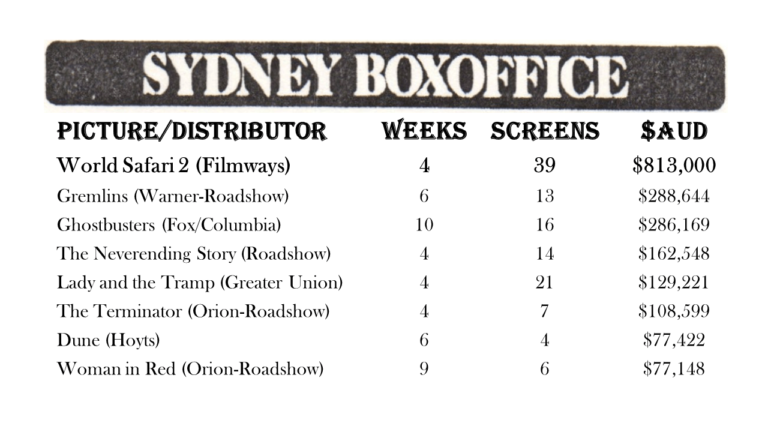 SYDNEY BOXOFFICE
PICTURE/DISTRIBUTOR WEEKS SCREENS $AUD
World Safari 2 (Filmways) 4 39 $813,000
Gremlins (Warner-Roadshow) 6 13 $288,644
Ghostbusters (Fox/Columbia) 10 16 $286,169
The Neverending Story (Roadshow) 4 14 $162,548
Lady and the Tramp (Greater Union) 4 21 $129,221
The Terminator (Orion-Roadshow) 4 7 $108,599
Dune (Hoyts) 6 4 $77,422
Woman in Red (Orion-Roadshow) 9 6 $77,148